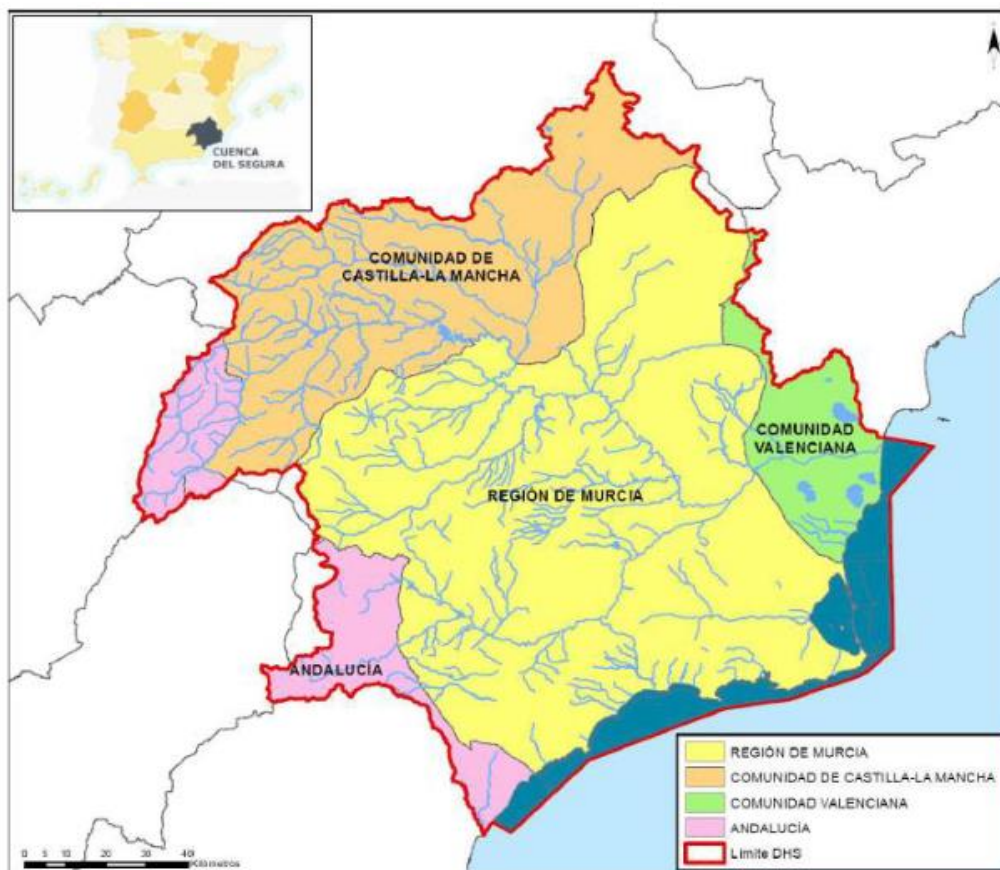 CUENCA
DEL SEGURA
COMUNIDAD DE
CASTILLA-LA MANCHA
COMUNIDAD
VALENCIANA
REGIÓN DE MURCIA
ANDALUCÍA
REGIÓN DE MURCIA
COMUNIDAD DE CASTILLA-LA MANCHA
COMUNIDAD VALENCIANA
ANDALUCÍA
Límite DHS
0 5 10 20 30 40
Kilómetros